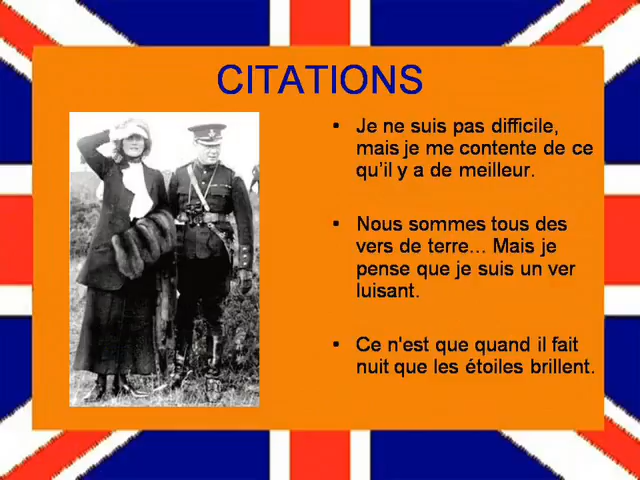 CITATIONS
• Je ne suis pas difficile,
mais je me contente de ce
qu'il y a de meilleur.
• Nous sommes tous des
vers de terre... Mais je
pense que je suis un ver
luisant.
• Ce n'est que quand il fait
nuit que les étoiles brillent.